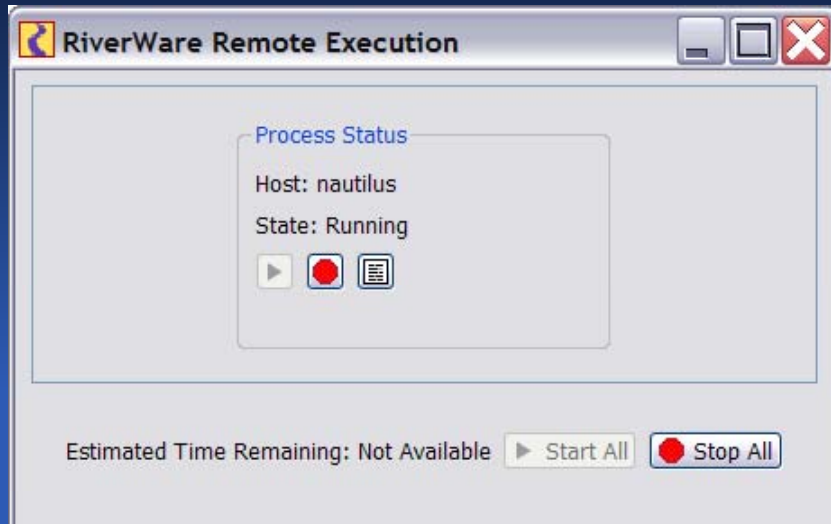 RiverWare Remote Execution
Process Status
Host: nautilus
State: Running
Estimated Time Remaining: Not Available Start All Stop All